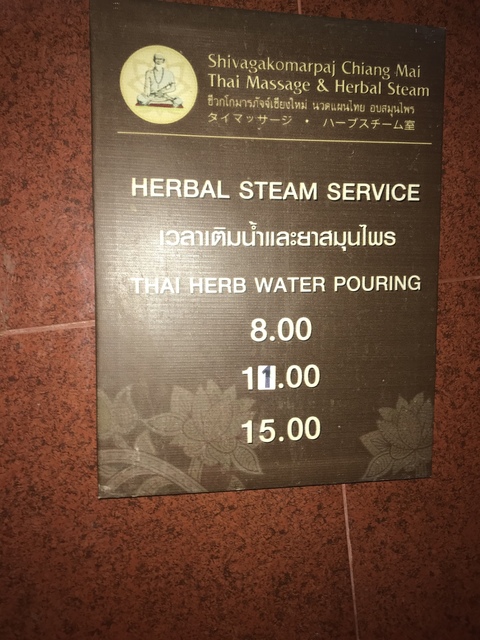 Shivagakomarpaj Chiang Mai
Thai Massage & Herbal Steam
ชีวกโกมารภัจจ์เชียงใหม่ นวดแผนไทย อบสมุนไพร
タイマッサージ ・ ハーブスチーム室
HERBAL STEAM SERVICE
เวลาเติมน้ำและยาสมุนไพร
THAI HERB WATER POURING
8.00
11.00
15.00